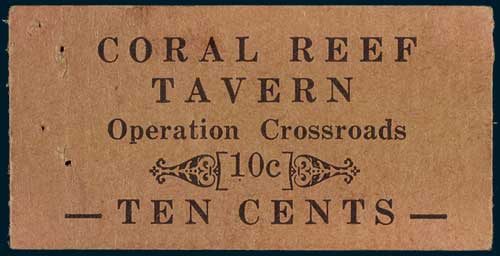 CORAL REEF
TAVERN
Operation Crossroads
[10c]
— TEN CENTS —